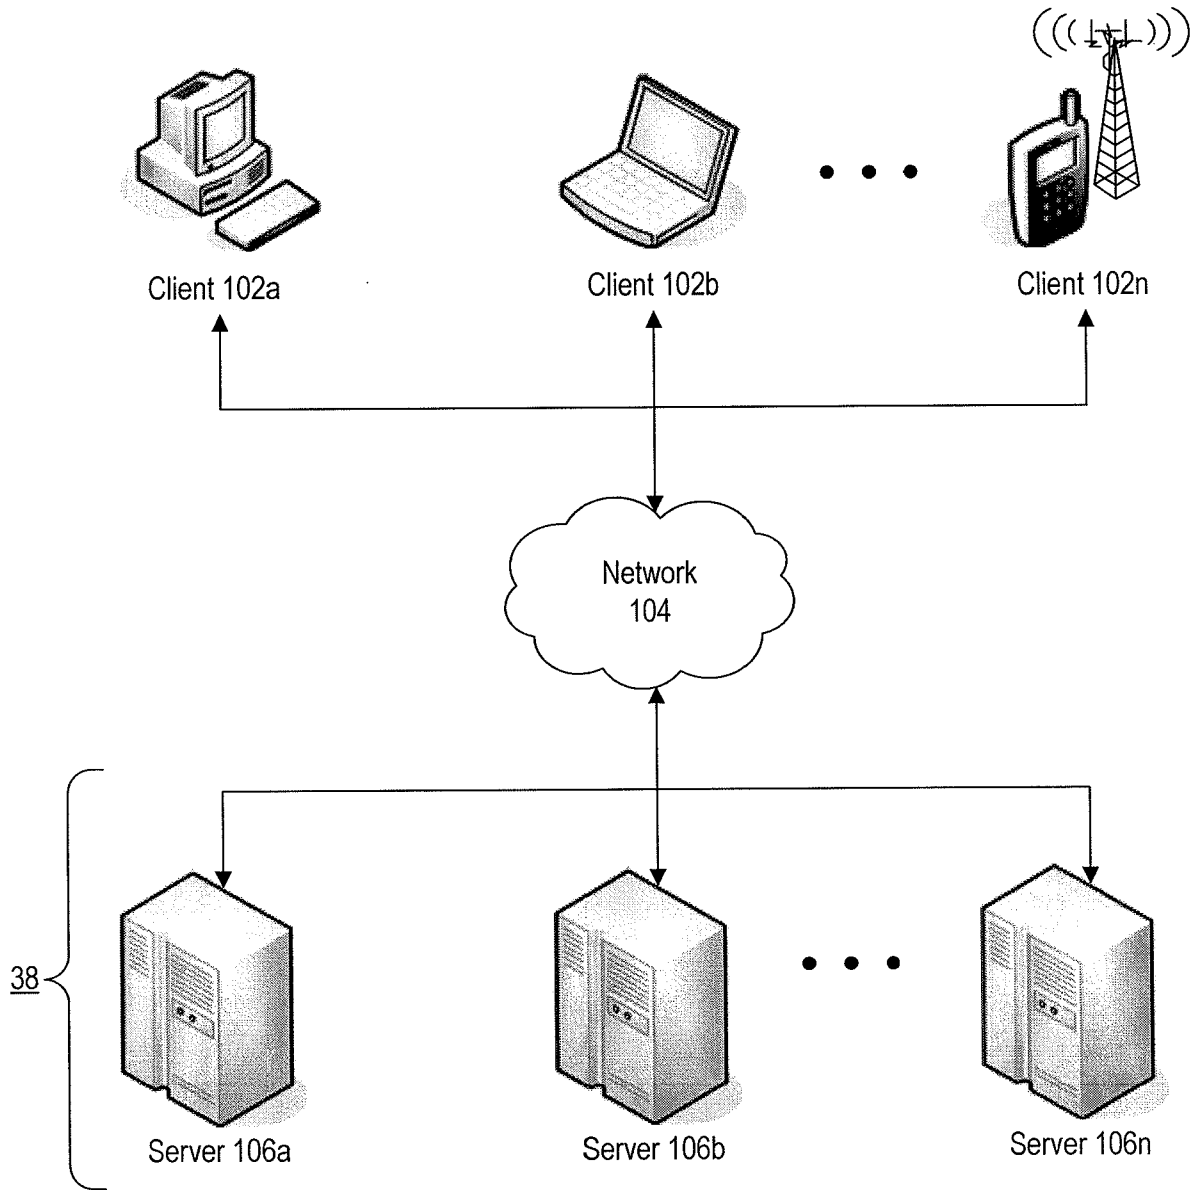 Client 102a
Client 102b
Client 102n
Network
104
38
Server 106a
Server 106b
Server 106n